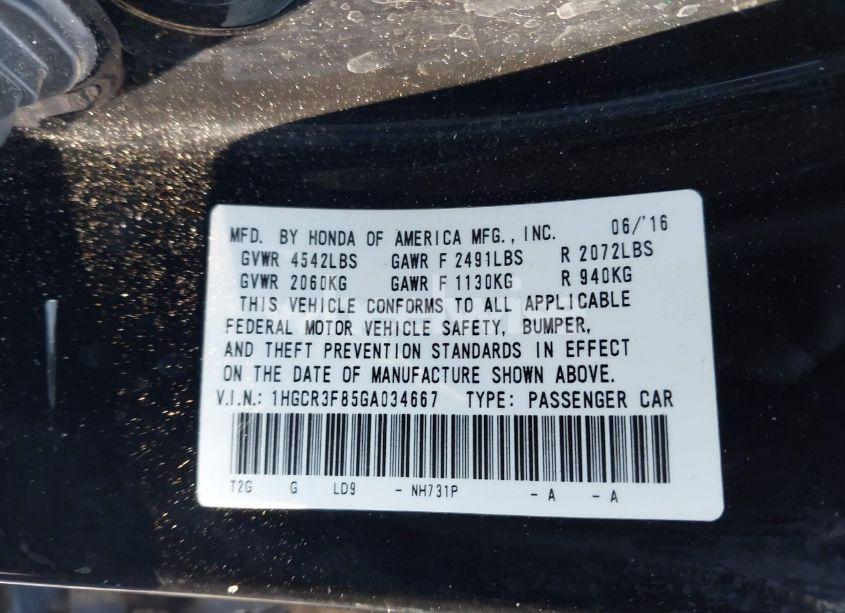 MFD. BY HONDA OF AMERICA MFG., INC. 06/'16
GVWR 4542LBS GAWR F 2491LBS R 2072LBS
GVWR 2060KG GAWR F 1130KG R 940KG
THIS VEHICLE CONFORMS TO ALL APPLICABLE
FEDERAL MOTOR VEHICLE SAFETY, BUMPER,
AND THEFT PREVENTION STANDARDS IN EFFECT
ON THE DATE OF MANUFACTURE SHOWN ABOVE.
V.I.N.: 1HGCR3F85GA034667 TYPE: PASSENGER CAR
T2G G LD9 - NH731P - A - A